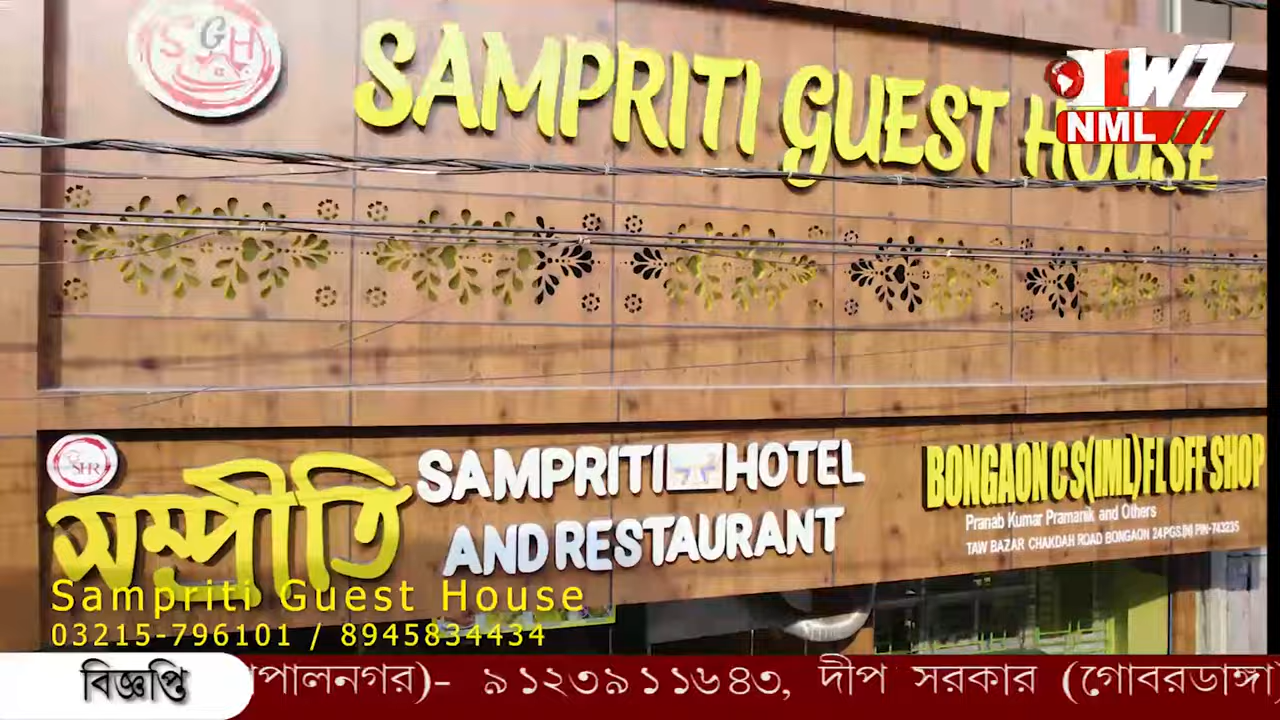 SGH
SAMPRITI GUEST HOUSE
EWZ
NML
SHR
সম্প্রীতি
SAMPRITI HOTEL
AND RESTAURANT
BONGAON C S(IML)FL OFF SHOP
Pranab Kumar Pramanik and Others
TAW BAZAR CHAKDAH ROAD BONGAON 24PGS.(N) PIN-743235
Sampriti Guest House
03215-796101 / 8945834434
বিজ্ঞপ্তি
পালনগর)- ৯১২৩৯১১৬৪৩, দীপ সরকার (গোবরডাঙ্গা)